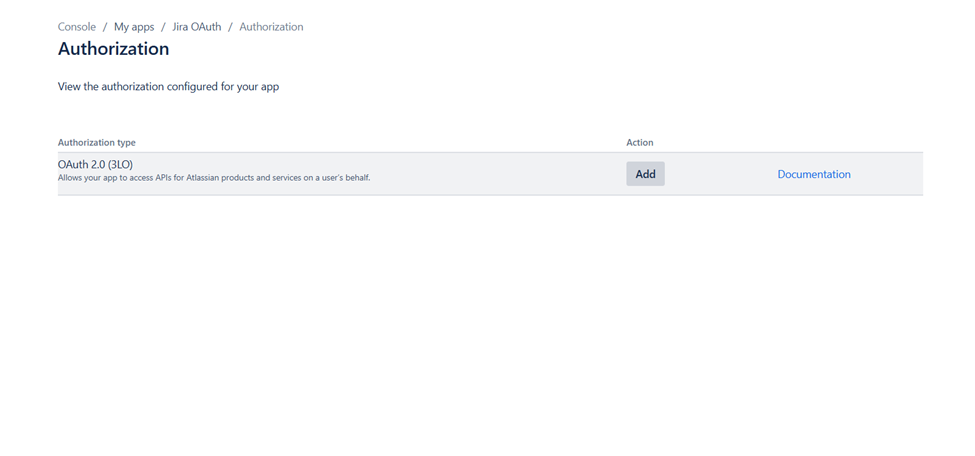 Console / My apps / Jira OAuth / Authorization
Authorization
View the authorization configured for your app
Authorization type Action
OAuth 2.0 (3LO)
Allows your app to access APIs for Atlassian products and services on a user's behalf.
Add Documentation